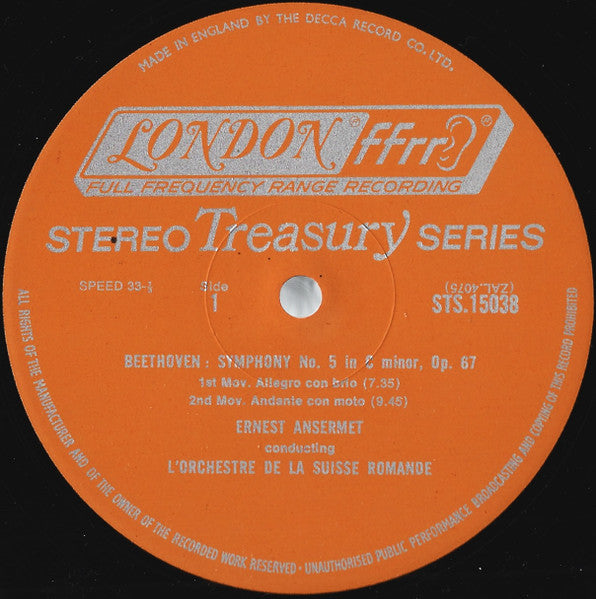 MADE IN ENGLAND BY THE DECCA RECORD CO. LTD.
LONDON® ffrr®
FULL FREQUENCY RANGE RECORDING
STEREO Treasury SERIES
SPEED 33-⅓ Side 1
(ZAL.4075)
STS.15038
BEETHOVEN: SYMPHONY No. 5 in C minor, Op. 67
1st Mov. Allegro con brio (7.35)
2nd Mov. Andante con moto (9.45)
ERNEST ANSERMET
conducting
L'ORCHESTRE DE LA SUISSE ROMANDE
ALL RIGHTS OF THE MANUFACTURER AND OF THE OWNER OF THE RECORDED WORK RESERVED · UNAUTHORISED PUBLIC PERFORMANCE BROADCASTING AND COPYING OF THIS RECORD PROHIBITED